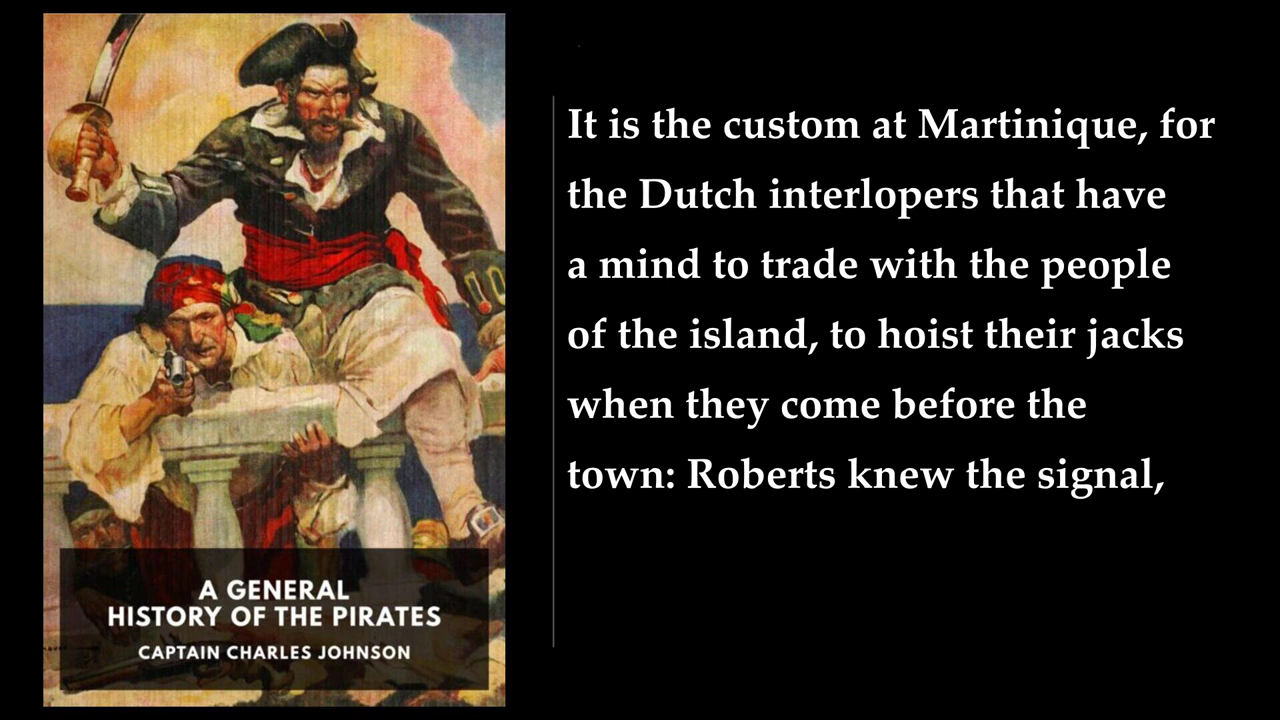 It is the custom at Martinique, for
the Dutch interlopers that have
a mind to trade with the people
of the island, to hoist their jacks
when they come before the
town: Roberts knew the signal,
A GENERAL
HISTORY OF THE PIRATES
CAPTAIN CHARLES JOHNSON